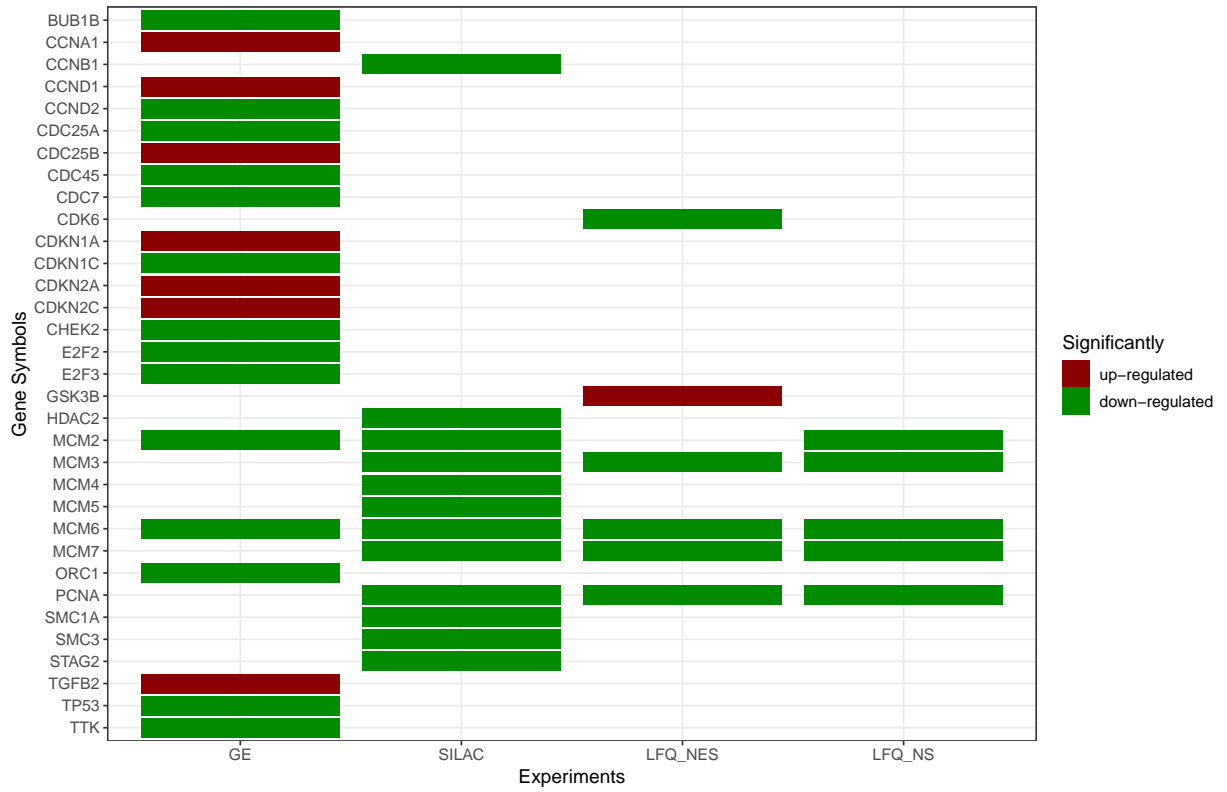 BUB1B
CCNA1
CCNB1
CCND1
CCND2
CDC25A
CDC25B
CDC45
CDC7
CDK6
CDKN1A
CDKN1C
CDKN2A
CDKN2C
CHEK2
E2F2
E2F3
GSK3B
HDAC2
MCM2
MCM3
MCM4
MCM5
MCM6
MCM7
ORC1
PCNA
SMC1A
SMC3
STAG2
TGFB2
TP53
TTK
Gene Symbols
GE SILAC LFQ_NES LFQ_NS
Experiments
Significantly
up−regulated
down−regulated